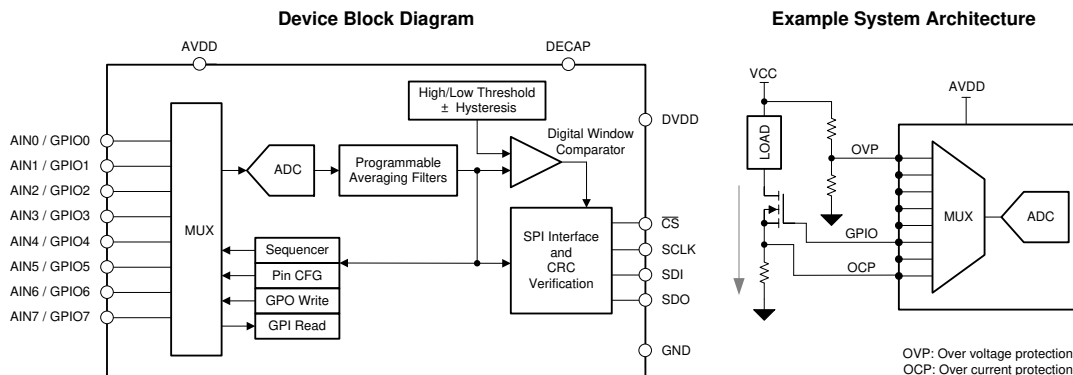 Device Block Diagram
AVDD
DECAP
High/Low Threshold
± Hysteresis
DVDD
Digital Window
Comparator
AIN0 / GPIO0
AIN1 / GPIO1
AIN2 / GPIO2
AIN3 / GPIO3
AIN4 / GPIO4
AIN5 / GPIO5
AIN6 / GPIO6
AIN7 / GPIO7
MUX
ADC
Programmable
Averaging Filters
Sequencer
Pin CFG
GPO Write
GPI Read
SPI Interface
and
CRC
Verification
CS
SCLK
SDI
SDO
GND
Example System Architecture
VCC
AVDD
LOAD
OVP
GPIO
OCP
MUX
ADC
OVP: Over voltage protection
OCP: Over current protection